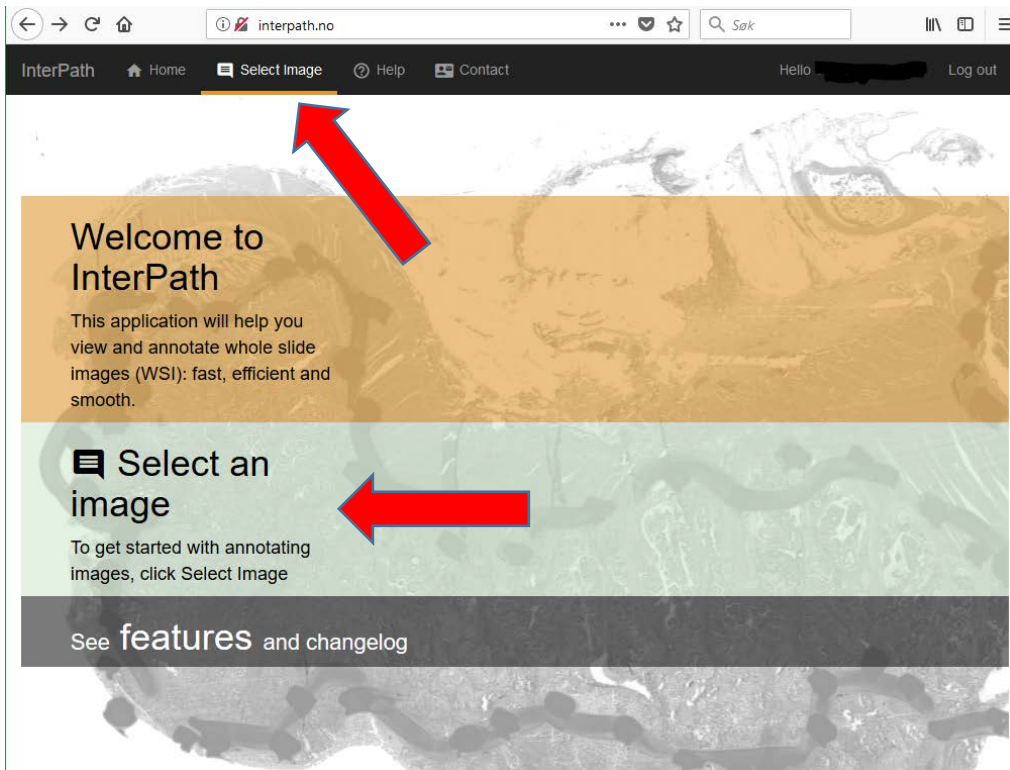 interpath.no
Søk
InterPath Home Select Image Help Contact Hello Log out
Welcome to
InterPath
This application will help you
view and annotate whole slide
images (WSI): fast, efficient and
smooth.
Select an
image
To get started with annotating
images, click Select Image
See features and changelog